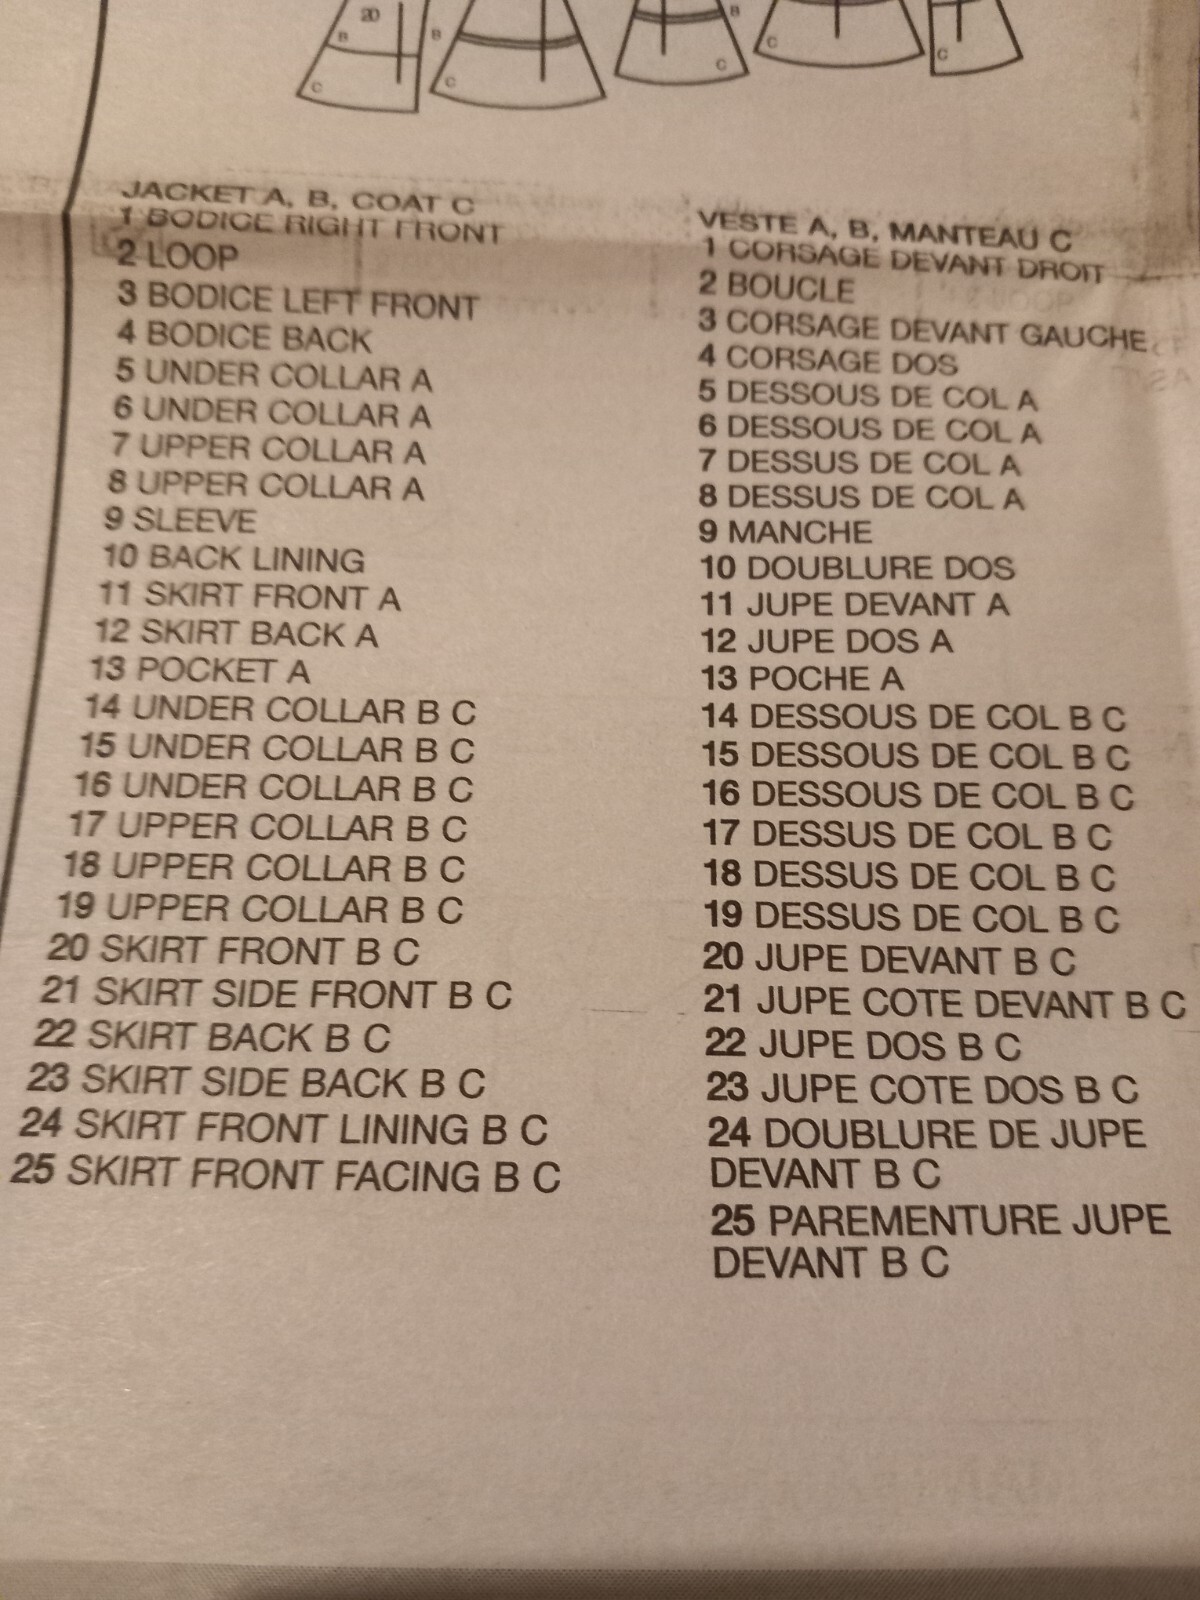 20
B
C
B
C
B
C
C
C
JACKET A, B, COAT C
1 BODICE RIGHT FRONT
2 LOOP
3 BODICE LEFT FRONT
4 BODICE BACK
5 UNDER COLLAR A
6 UNDER COLLAR A
7 UPPER COLLAR A
8 UPPER COLLAR A
9 SLEEVE
10 BACK LINING
11 SKIRT FRONT A
12 SKIRT BACK A
13 POCKET A
14 UNDER COLLAR B C
15 UNDER COLLAR B C
16 UNDER COLLAR B C
17 UPPER COLLAR B C
18 UPPER COLLAR B C
19 UPPER COLLAR B C
20 SKIRT FRONT B C
21 SKIRT SIDE FRONT B C
22 SKIRT BACK B C
23 SKIRT SIDE BACK B C
24 SKIRT FRONT LINING B C
25 SKIRT FRONT FACING B C
VESTE A, B, MANTEAU C
1 CORSAGE DEVANT DROIT
2 BOUCLE
3 CORSAGE DEVANT GAUCHE
4 CORSAGE DOS
5 DESSOUS DE COL A
6 DESSOUS DE COL A
7 DESSUS DE COL A
8 DESSUS DE COL A
9 MANCHE
10 DOUBLURE DOS
11 JUPE DEVANT A
12 JUPE DOS A
13 POCHE A
14 DESSOUS DE COL B C
15 DESSOUS DE COL B C
16 DESSOUS DE COL B C
17 DESSUS DE COL B C
18 DESSUS DE COL B C
19 DESSUS DE COL B C
20 JUPE DEVANT B C
21 JUPE COTE DEVANT B C
22 JUPE DOS B C
23 JUPE COTE DOS B C
24 DOUBLURE DE JUPE
DEVANT B C
25 PAREMENTURE JUPE
DEVANT B C